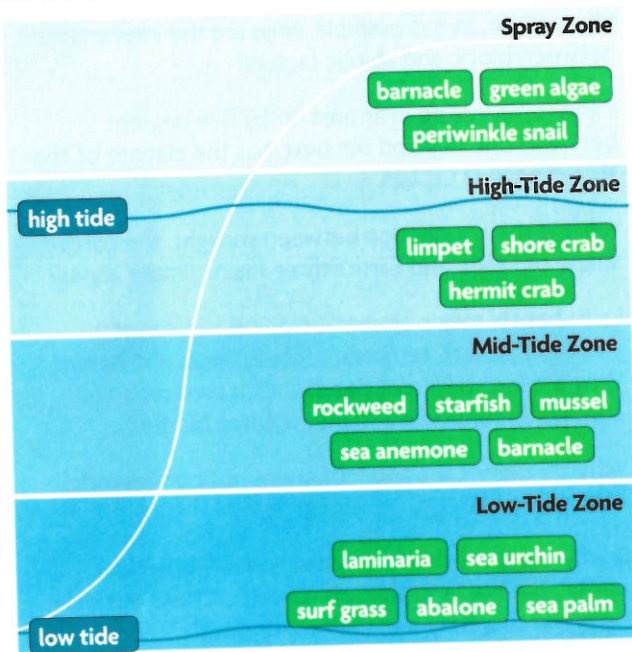 Spray Zone
barnacle green algae
periwinkle snail
High-Tide Zone
high tide
limpet shore crab
hermit crab
Mid-Tide Zone
rockweed starfish mussel
sea anemone barnacle
Low-Tide Zone
laminaria sea urchin
surf grass abalone sea palm
low tide